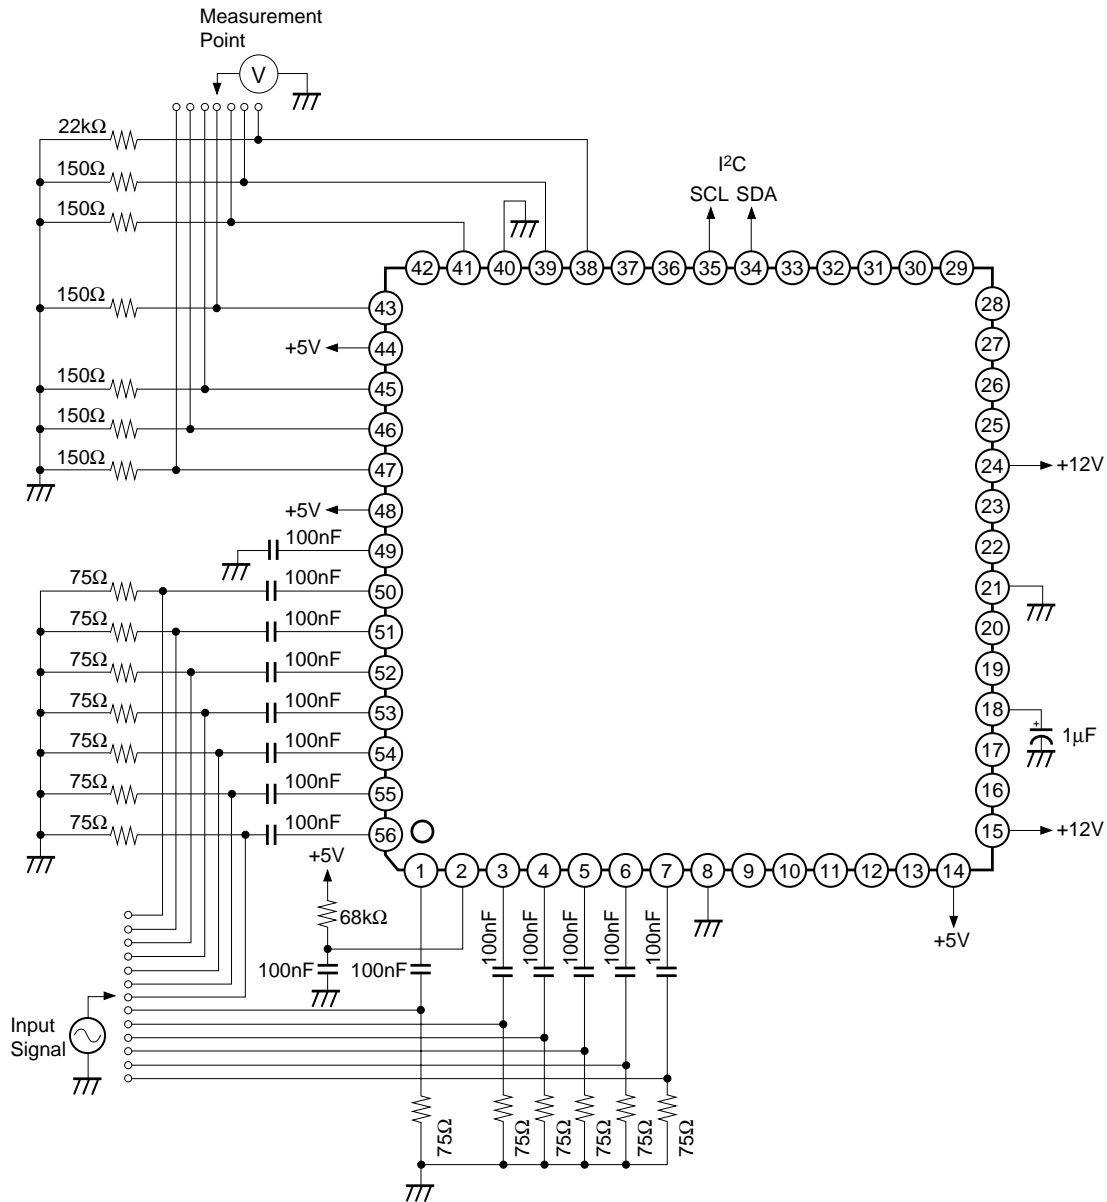 Measurement
Point
V
22kΩ
150Ω
150Ω
150Ω
150Ω
150Ω
150Ω
I²C
SCL SDA
42 41 40 39 38 37 36 35 34 33 32 31 30 29
43
44
+5V
45
46
47
48
+5V
49
100nF
50
100nF
75Ω
51
100nF
75Ω
52
100nF
75Ω
53
100nF
75Ω
54
100nF
75Ω
55
100nF
75Ω
56
100nF
75Ω
28
27
26
25
24
+12V
23
22
21
20
19
18
1µF
+
17
16
15
+12V
1 2 3 4 5 6 7 8 9 10 11 12 13 14
+5V
+5V
68kΩ
100nF
100nF
100nF
100nF
100nF
100nF
100nF
Input
Signal
75Ω
75Ω
75Ω
75Ω
75Ω
75Ω